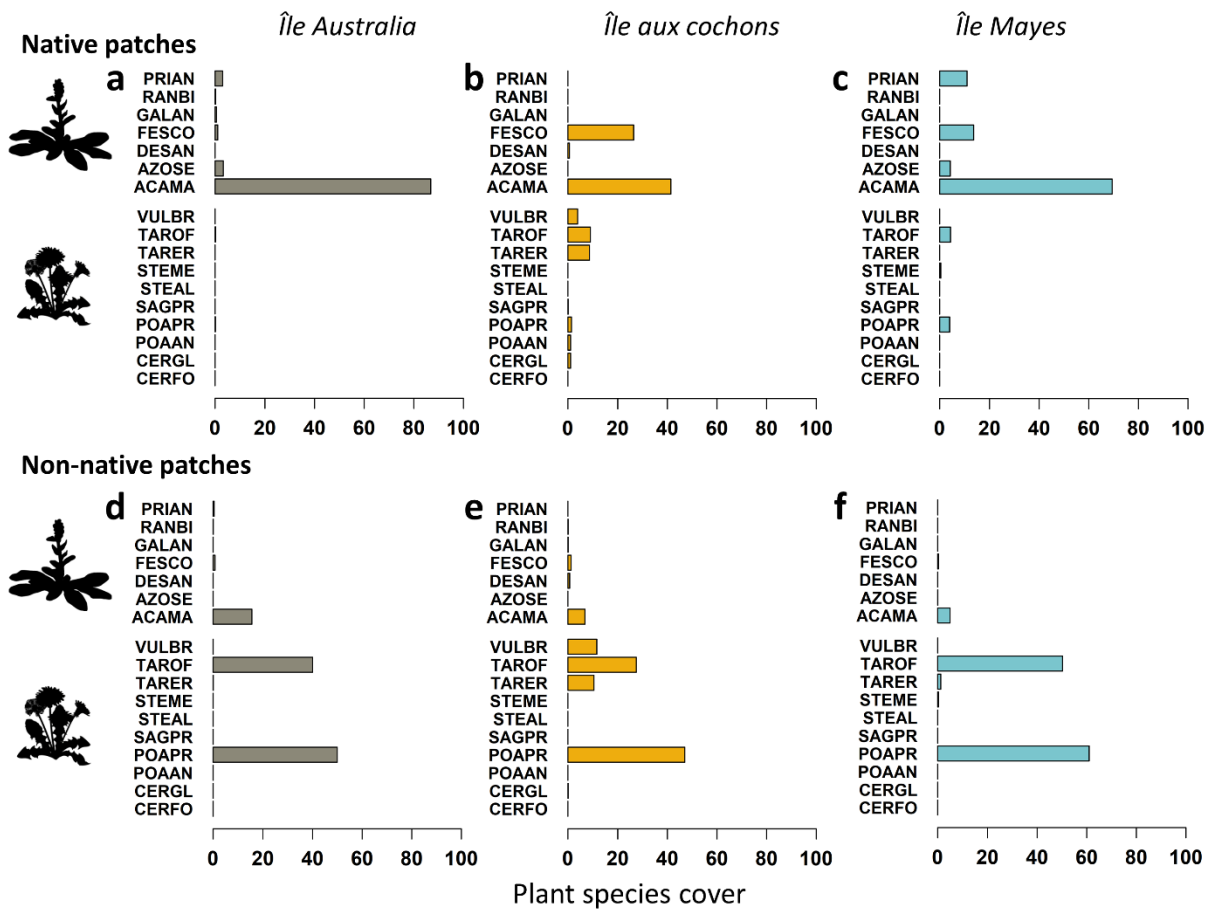 Île Australia Île aux cochons Île Mayes
Native patches
a b c
PRIAN PRIAN PRIAN
RANBI RANBI RANBI
GALAN GALAN GALAN
FESCO FESCO FESCO
DESAN DESAN DESAN
AZOSE AZOSE AZOSE
ACAMA ACAMA ACAMA
VULBR VULBR VULBR
TAROF TAROF TAROF
TARER TARER TARER
STEME STEME STEME
STEAL STEAL STEAL
SAGPR SAGPR SAGPR
POAPR POAPR POAPR
POAAN POAAN POAAN
CERGL CERGL CERGL
CERFO CERFO CERFO
0 20 40 60 80 100 0 20 40 60 80 100 0 20 40 60 80 100
Non-native patches
d e f
PRIAN PRIAN PRIAN
RANBI RANBI RANBI
GALAN GALAN GALAN
FESCO FESCO FESCO
DESAN DESAN DESAN
AZOSE AZOSE AZOSE
ACAMA ACAMA ACAMA
VULBR VULBR VULBR
TAROF TAROF TAROF
TARER TARER TARER
STEME STEME STEME
STEAL STEAL STEAL
SAGPR SAGPR SAGPR
POAPR POAPR POAPR
POAAN POAAN POAAN
CERGL CERGL CERGL
CERFO CERFO CERFO
0 20 40 60 80 100 0 20 40 60 80 100 0 20 40 60 80 100
Plant species cover